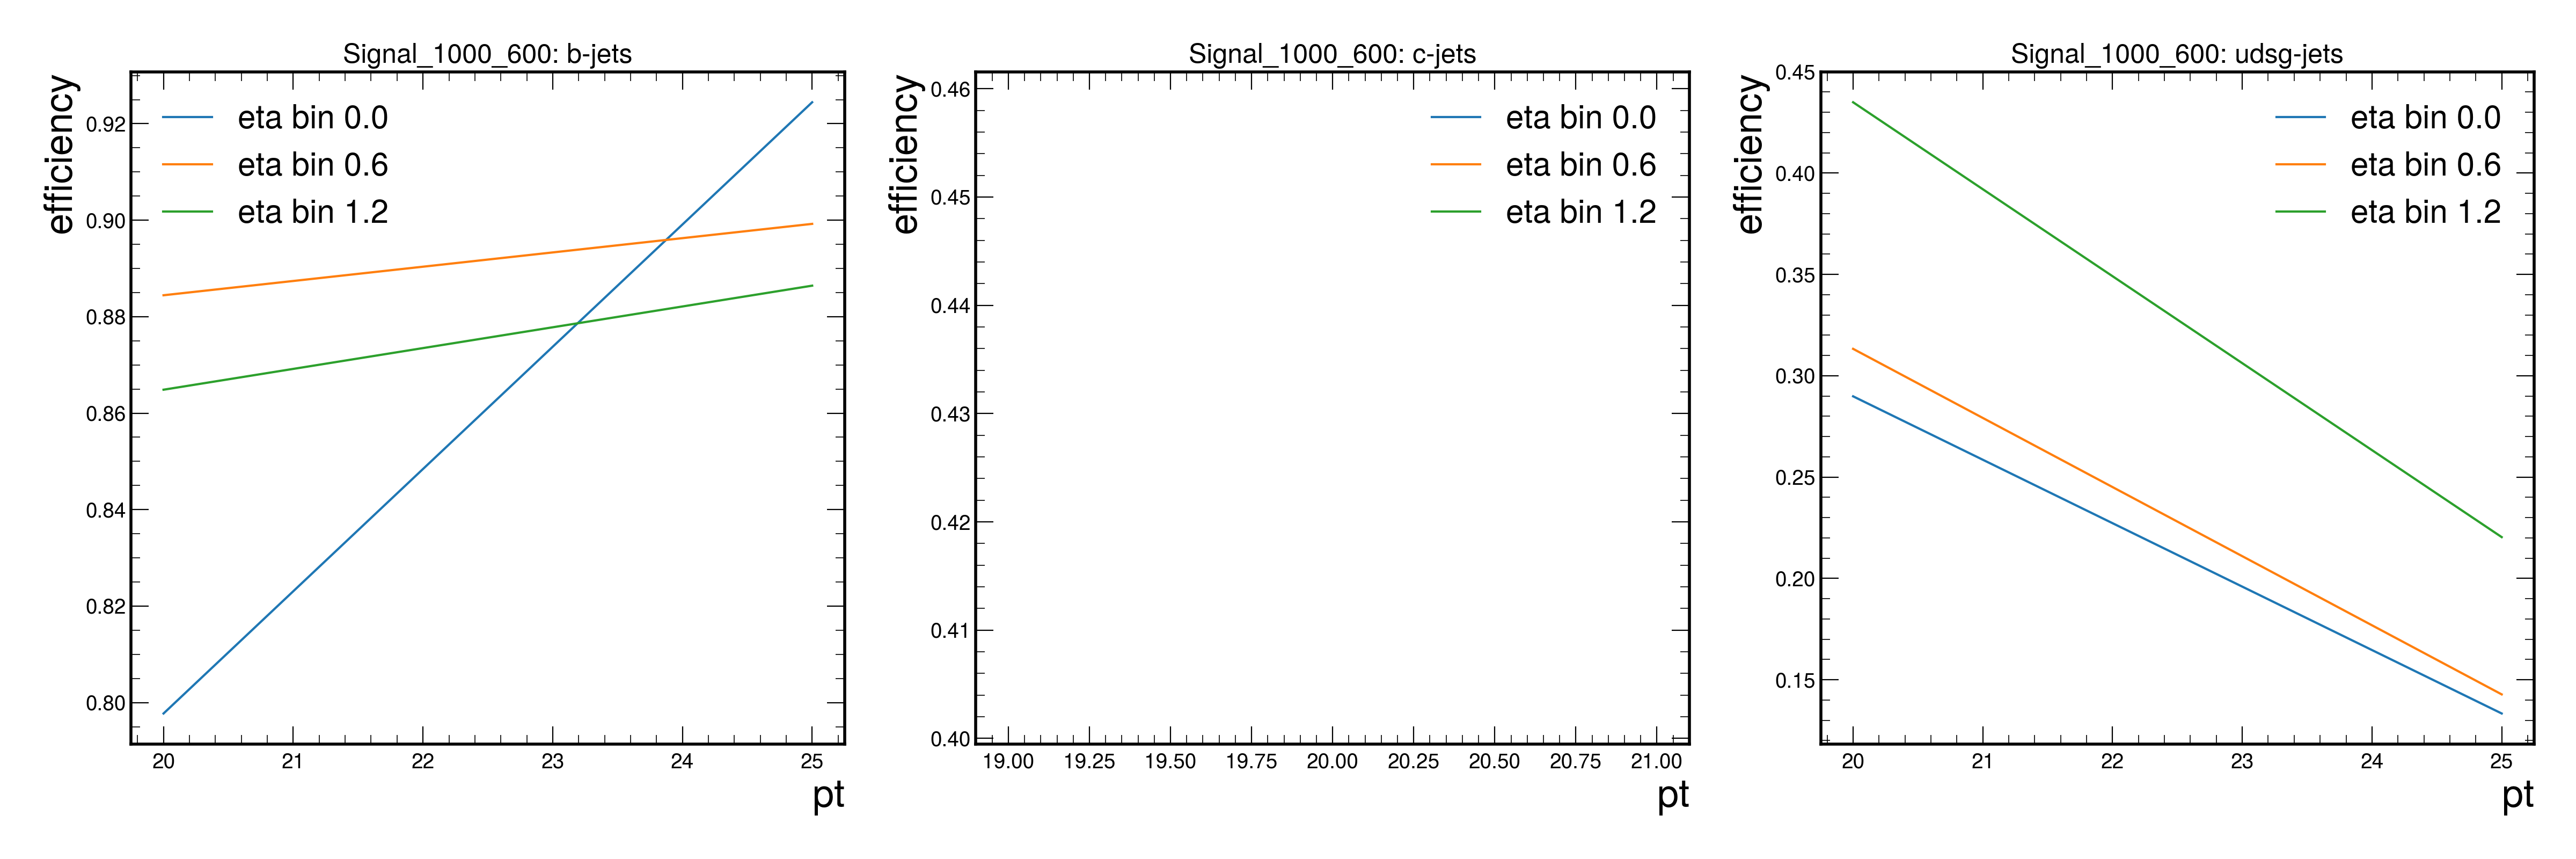 Signal_1000_600: b-jets
efficiency
eta bin 0.0
eta bin 0.6
eta bin 1.2
0.92
0.90
0.88
0.86
0.84
0.82
0.80
20 21 22 23 24 25
pt
Signal_1000_600: c-jets
efficiency
eta bin 0.0
eta bin 0.6
eta bin 1.2
0.46
0.45
0.44
0.43
0.42
0.41
0.40
19.00 19.25 19.50 19.75 20.00 20.25 20.50 20.75 21.00
pt
Signal_1000_600: udsg-jets
efficiency
eta bin 0.0
eta bin 0.6
eta bin 1.2
0.45
0.40
0.35
0.30
0.25
0.20
0.15
20 21 22 23 24 25
pt